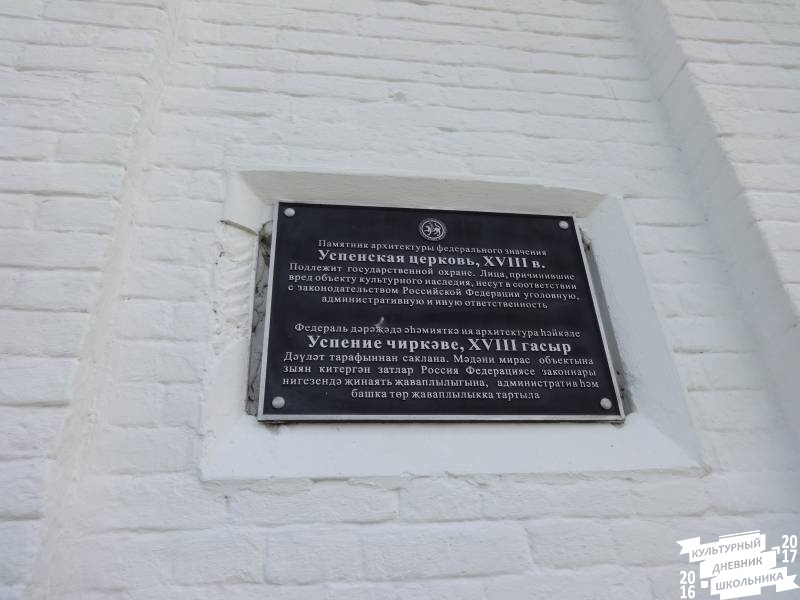 Памятник архитектуры федерального значения
Успенская церковь, XVIII в.
Подлежит государственной охране. Лица, причинившие
вред объекту культурного наследия, несут в соответствии
с законодательством Российской Федерации уголовную,
административную и иную ответственность
Федераль дәрәҗәдә әһәмияткә ия архитектура һәйкәле
Успение чиркәве, XVIII гасыр
Дәүләт тарафыннан саклана. Мәдәни мирас объектына
зыян китергән затлар Россия Федерациясе законнары
нигезендә җинаять җаваплылыгына, административ һәм
башка төр җаваплылыкка тартыла
КУЛЬТУРНЫЙ
ДНЕВНИК
ШКОЛЬНИКА
2016
2017